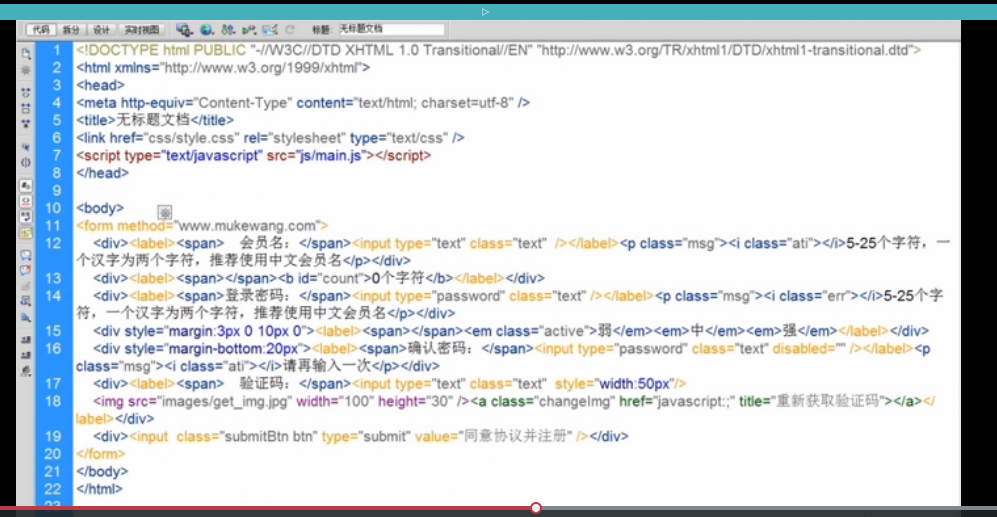 代码 拆分 设计 实时视图 标题: 无标题文档
1 <!DOCTYPE html PUBLIC "-//W3C//DTD XHTML 1.0 Transitional//EN" "http://www.w3.org/TR/xhtml1/DTD/xhtml1-transitional.dtd">
2 <html xmlns="http://www.w3.org/1999/xhtml">
3 <head>
4 <meta http-equiv="Content-Type" content="text/html; charset=utf-8" />
5 <title>无标题文档</title>
6 <link href="css/style.css" rel="stylesheet" type="text/css" />
7 <script type="text/javascript" src="js/main.js"></script>
8 </head>
9
10 <body>
11 <form method="www.mukewang.com">
12 <div><label><span> 会员名：</span><input type="text" class="text" /></label><p class="msg"><i class="ati"></i>5-25个字符，一
个汉字为两个字符，推荐使用中文会员名</p></div>
13 <div><label><span></span><b id="count">0个字符</b></label></div>
14 <div><label><span>登录密码：</span><input type="password" class="text" /></label><p class="msg"><i class="err"></i>5-25个字
符，一个汉字为两个字符，推荐使用中文会员名</p></div>
15 <div style="margin:3px 0 10px 0"><label><span></span><em class="active">弱</em><em>中</em><em>强</em></label></div>
16 <div style="margin-bottom:20px"><label><span>确认密码：</span><input type="password" class="text" disabled="" /></label><p
class="msg"><i class="ati"></i>请再输入一次</p></div>
17 <div><label><span> 验证码：</span><input type="text" class="text" style="width:50px"/>
18 <img src="images/get_img.jpg" width="100" height="30" /><a class="changeImg" href="javascript:;" title="重新获取验证码"></a></
label></div>
19 <div><input class="submitBtn btn" type="submit" value="同意协议并注册" /></div>
20 </form>
21 </body>
22 </html>
23